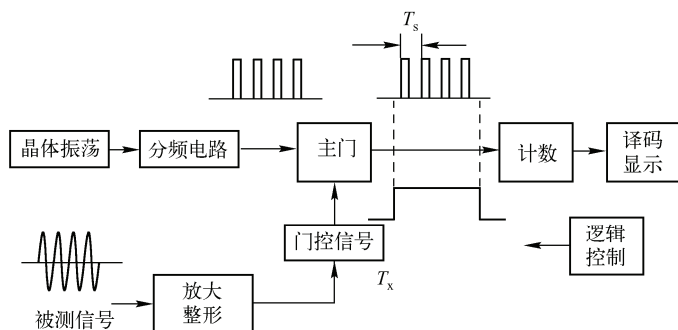 Ts
晶体振荡
分频电路
主门
计数
译码
显示
门控信号
逻辑
控制
Tx
放大
整形
被测信号